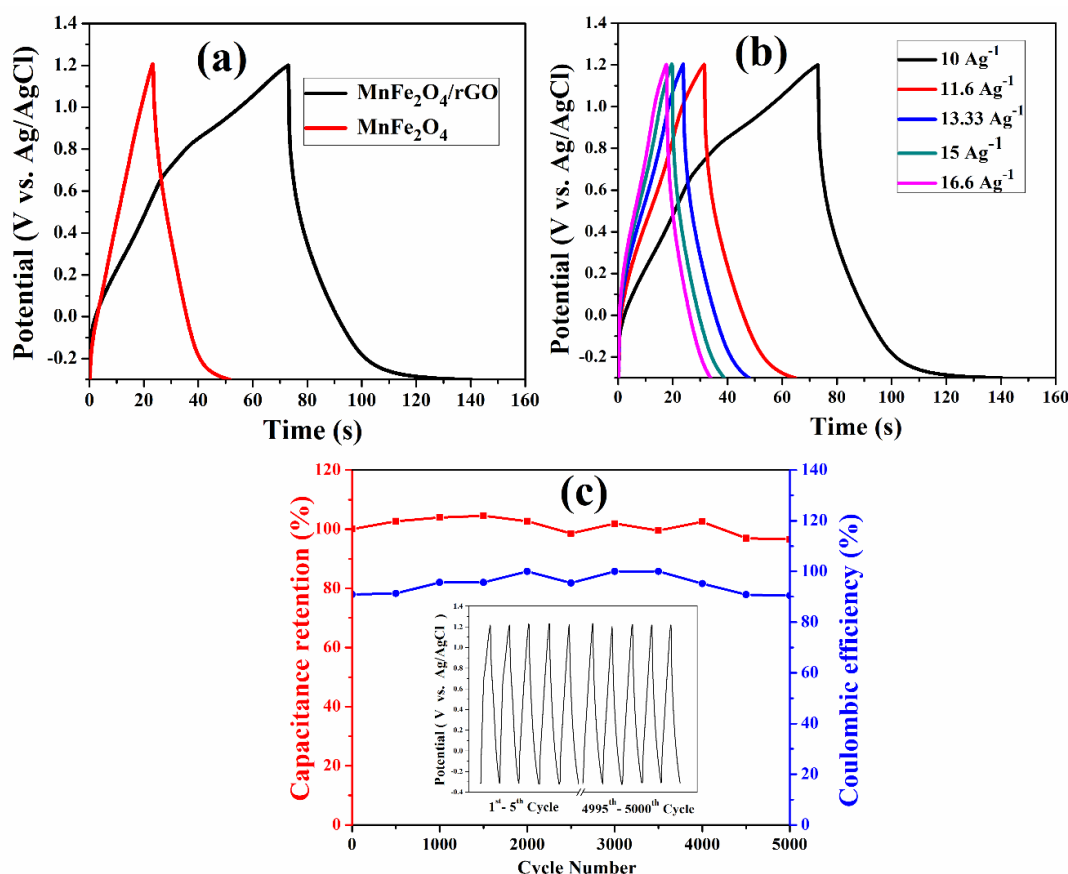 (a)
MnFe₂O₄/rGO
MnFe₂O₄
Potential (V vs. Ag/AgCl)
1.4
1.2
1.0
0.8
0.6
0.4
0.2
0.0
-0.2
0 20 40 60 80 100 120 140 160
Time (s)
(b)
10 Ag⁻¹
11.6 Ag⁻¹
13.33 Ag⁻¹
15 Ag⁻¹
16.6 Ag⁻¹
Potential (V vs. Ag/AgCl)
1.4
1.2
1.0
0.8
0.6
0.4
0.2
0.0
-0.2
0 20 40 60 80 100 120 140 160
Time (s)
(c)
Capacitance retention (%)
120
100
80
60
40
20
0
Coulombic efficiency (%)
140
120
100
80
60
40
20
0
Potential ( V vs. Ag/AgCl )
1.4
1.2
1.0
0.8
0.6
0.4
0.2
0.0
-0.2
-0.4
1ˢᵗ- 5ᵗʰ Cycle 4995ᵗʰ- 5000ᵗʰ Cycle
0 1000 2000 3000 4000 5000
Cycle Number